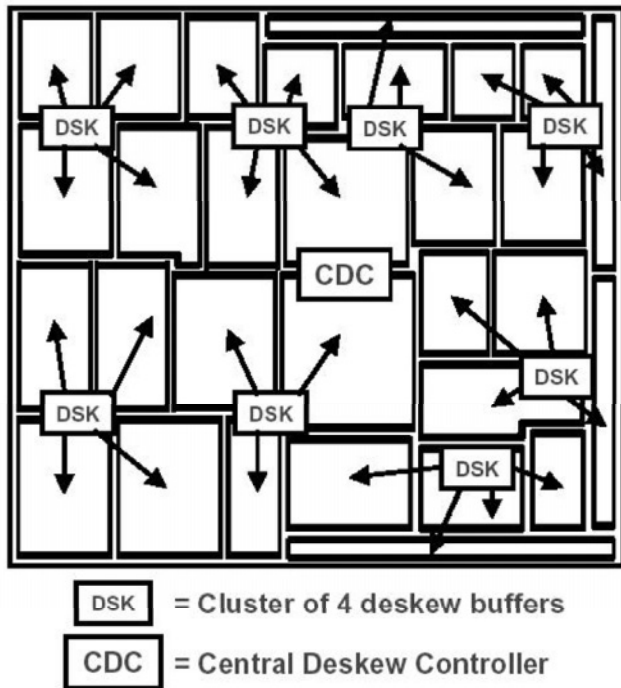 DSK
DSK
DSK
DSK
CDC
DSK
DSK
DSK
DSK
DSK = Cluster of 4 deskew buffers
CDC = Central Deskew Controller